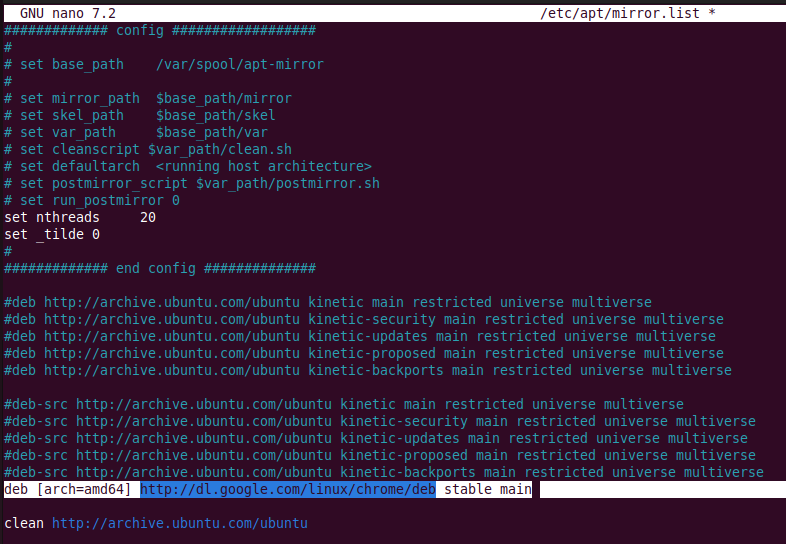 GNU nano 7.2 /etc/apt/mirror.list *
############# config ##################
#
# set base_path    /var/spool/apt-mirror
#
# set mirror_path  $base_path/mirror
# set skel_path    $base_path/skel
# set var_path     $base_path/var
# set cleanscript $var_path/clean.sh
# set defaultarch  <running host architecture>
# set postmirror_script $var_path/postmirror.sh
# set run_postmirror 0
set nthreads     20
set _tilde 0
#
############# end config ##############
#deb http://archive.ubuntu.com/ubuntu kinetic main restricted universe multiverse
#deb http://archive.ubuntu.com/ubuntu kinetic-security main restricted universe multiverse
#deb http://archive.ubuntu.com/ubuntu kinetic-updates main restricted universe multiverse
#deb http://archive.ubuntu.com/ubuntu kinetic-proposed main restricted universe multiverse
#deb http://archive.ubuntu.com/ubuntu kinetic-backports main restricted universe multiverse
#deb-src http://archive.ubuntu.com/ubuntu kinetic main restricted universe multiverse
#deb-src http://archive.ubuntu.com/ubuntu kinetic-security main restricted universe multiverse
#deb-src http://archive.ubuntu.com/ubuntu kinetic-updates main restricted universe multiverse
#deb-src http://archive.ubuntu.com/ubuntu kinetic-proposed main restricted universe multiverse
#deb-src http://archive.ubuntu.com/ubuntu kinetic-backports main restricted universe multiverse
deb [arch=amd64] http://dl.google.com/linux/chrome/deb stable main
clean http://archive.ubuntu.com/ubuntu